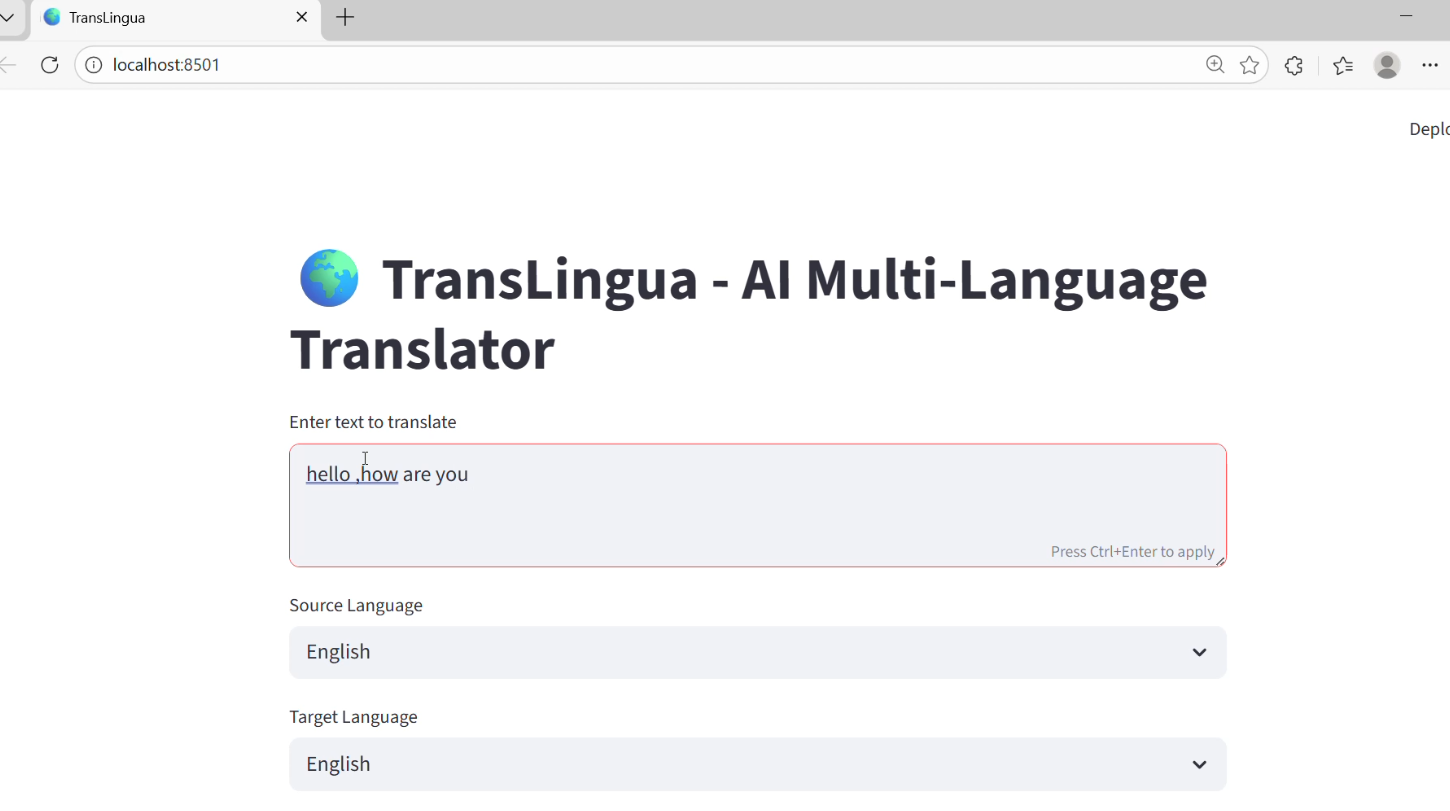 TransLingua
localhost:8501
TransLingua - AI Multi-Language
Translator
Enter text to translate
hello ,how are you
Press Ctrl+Enter to apply
Source Language
English
Target Language
English